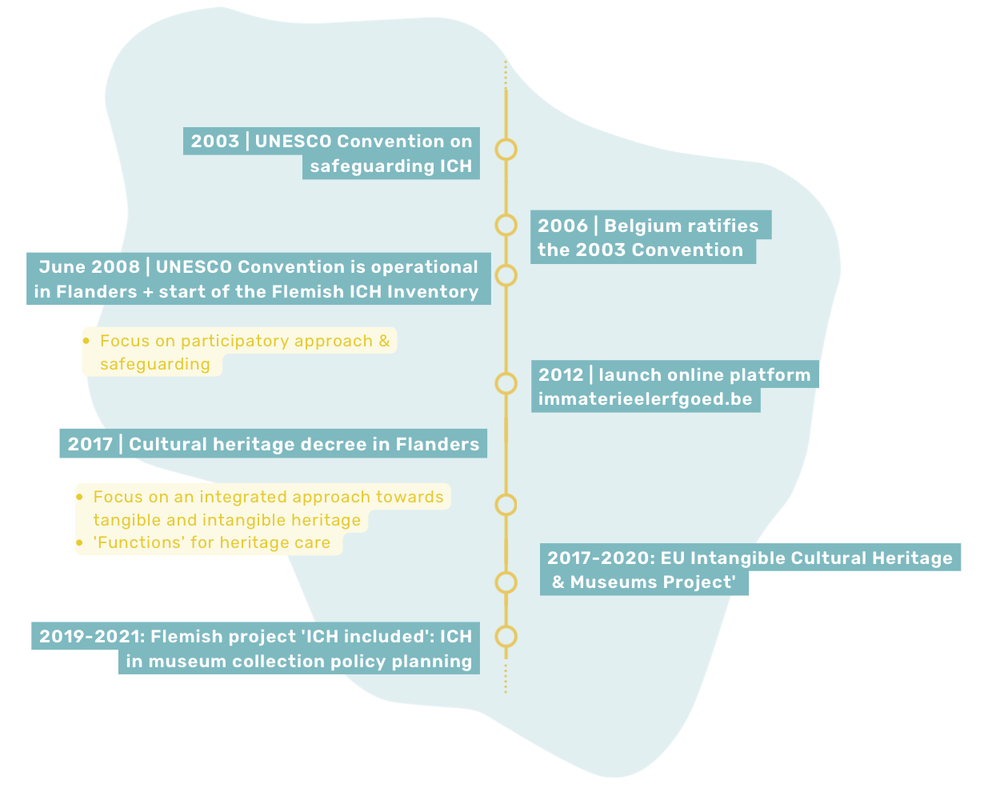 2003 | UNESCO Convention on
safeguarding ICH
2006 | Belgium ratifies
the 2003 Convention
June 2008 | UNESCO Convention is operational
in Flanders + start of the Flemish ICH Inventory
• Focus on participatory approach &
safeguarding
2012 | launch online platform
immaterieelerfgoed.be
2017 | Cultural heritage decree in Flanders
• Focus on an integrated approach towards
tangible and intangible heritage
• 'Functions' for heritage care
2017-2020: EU Intangible Cultural Heritage
& Museums Project'
2019-2021: Flemish project 'ICH included': ICH
in museum collection policy planning